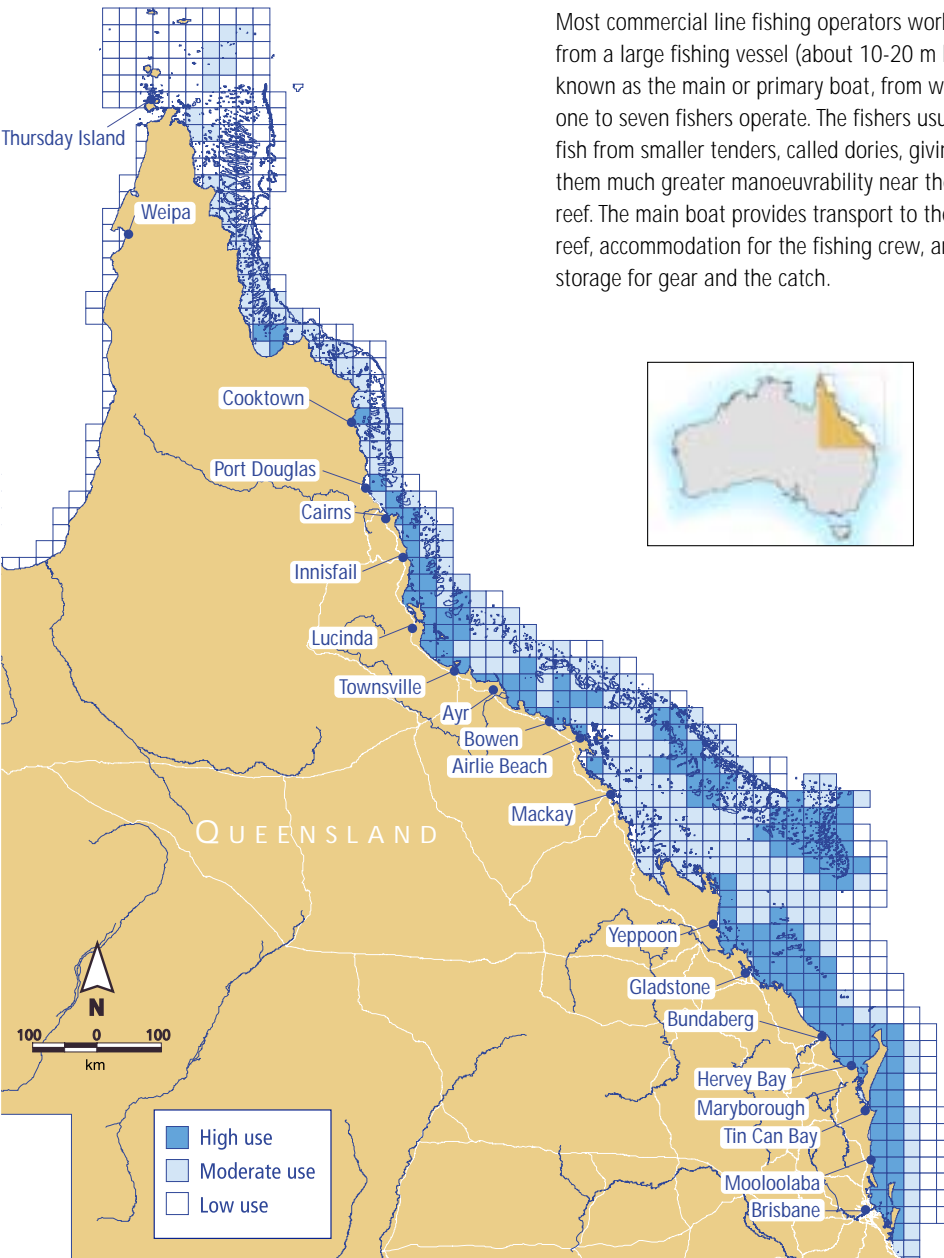 Most commercial line fishing operators work
from a large fishing vessel (about 10-20 m
known as the main or primary boat, from
one to seven fishers operate. The fishers
fish from smaller tenders, called dories,
them much greater manoeuvrability near
reef. The main boat provides transport to
reef, accommodation for the fishing crew,
storage for gear and the catch.
Thursday Island
Weipa
Cooktown
Port Douglas
Cairns
Innisfail
Lucinda
Townsville
Ayr
Bowen
Airlie Beach
Mackay
QUEENSLAND
Yeppoon
Gladstone
Bundaberg
Hervey Bay
Maryborough
Tin Can Bay
Mooloolaba
Brisbane
N
100 0 100
km
High use
Moderate use
Low use